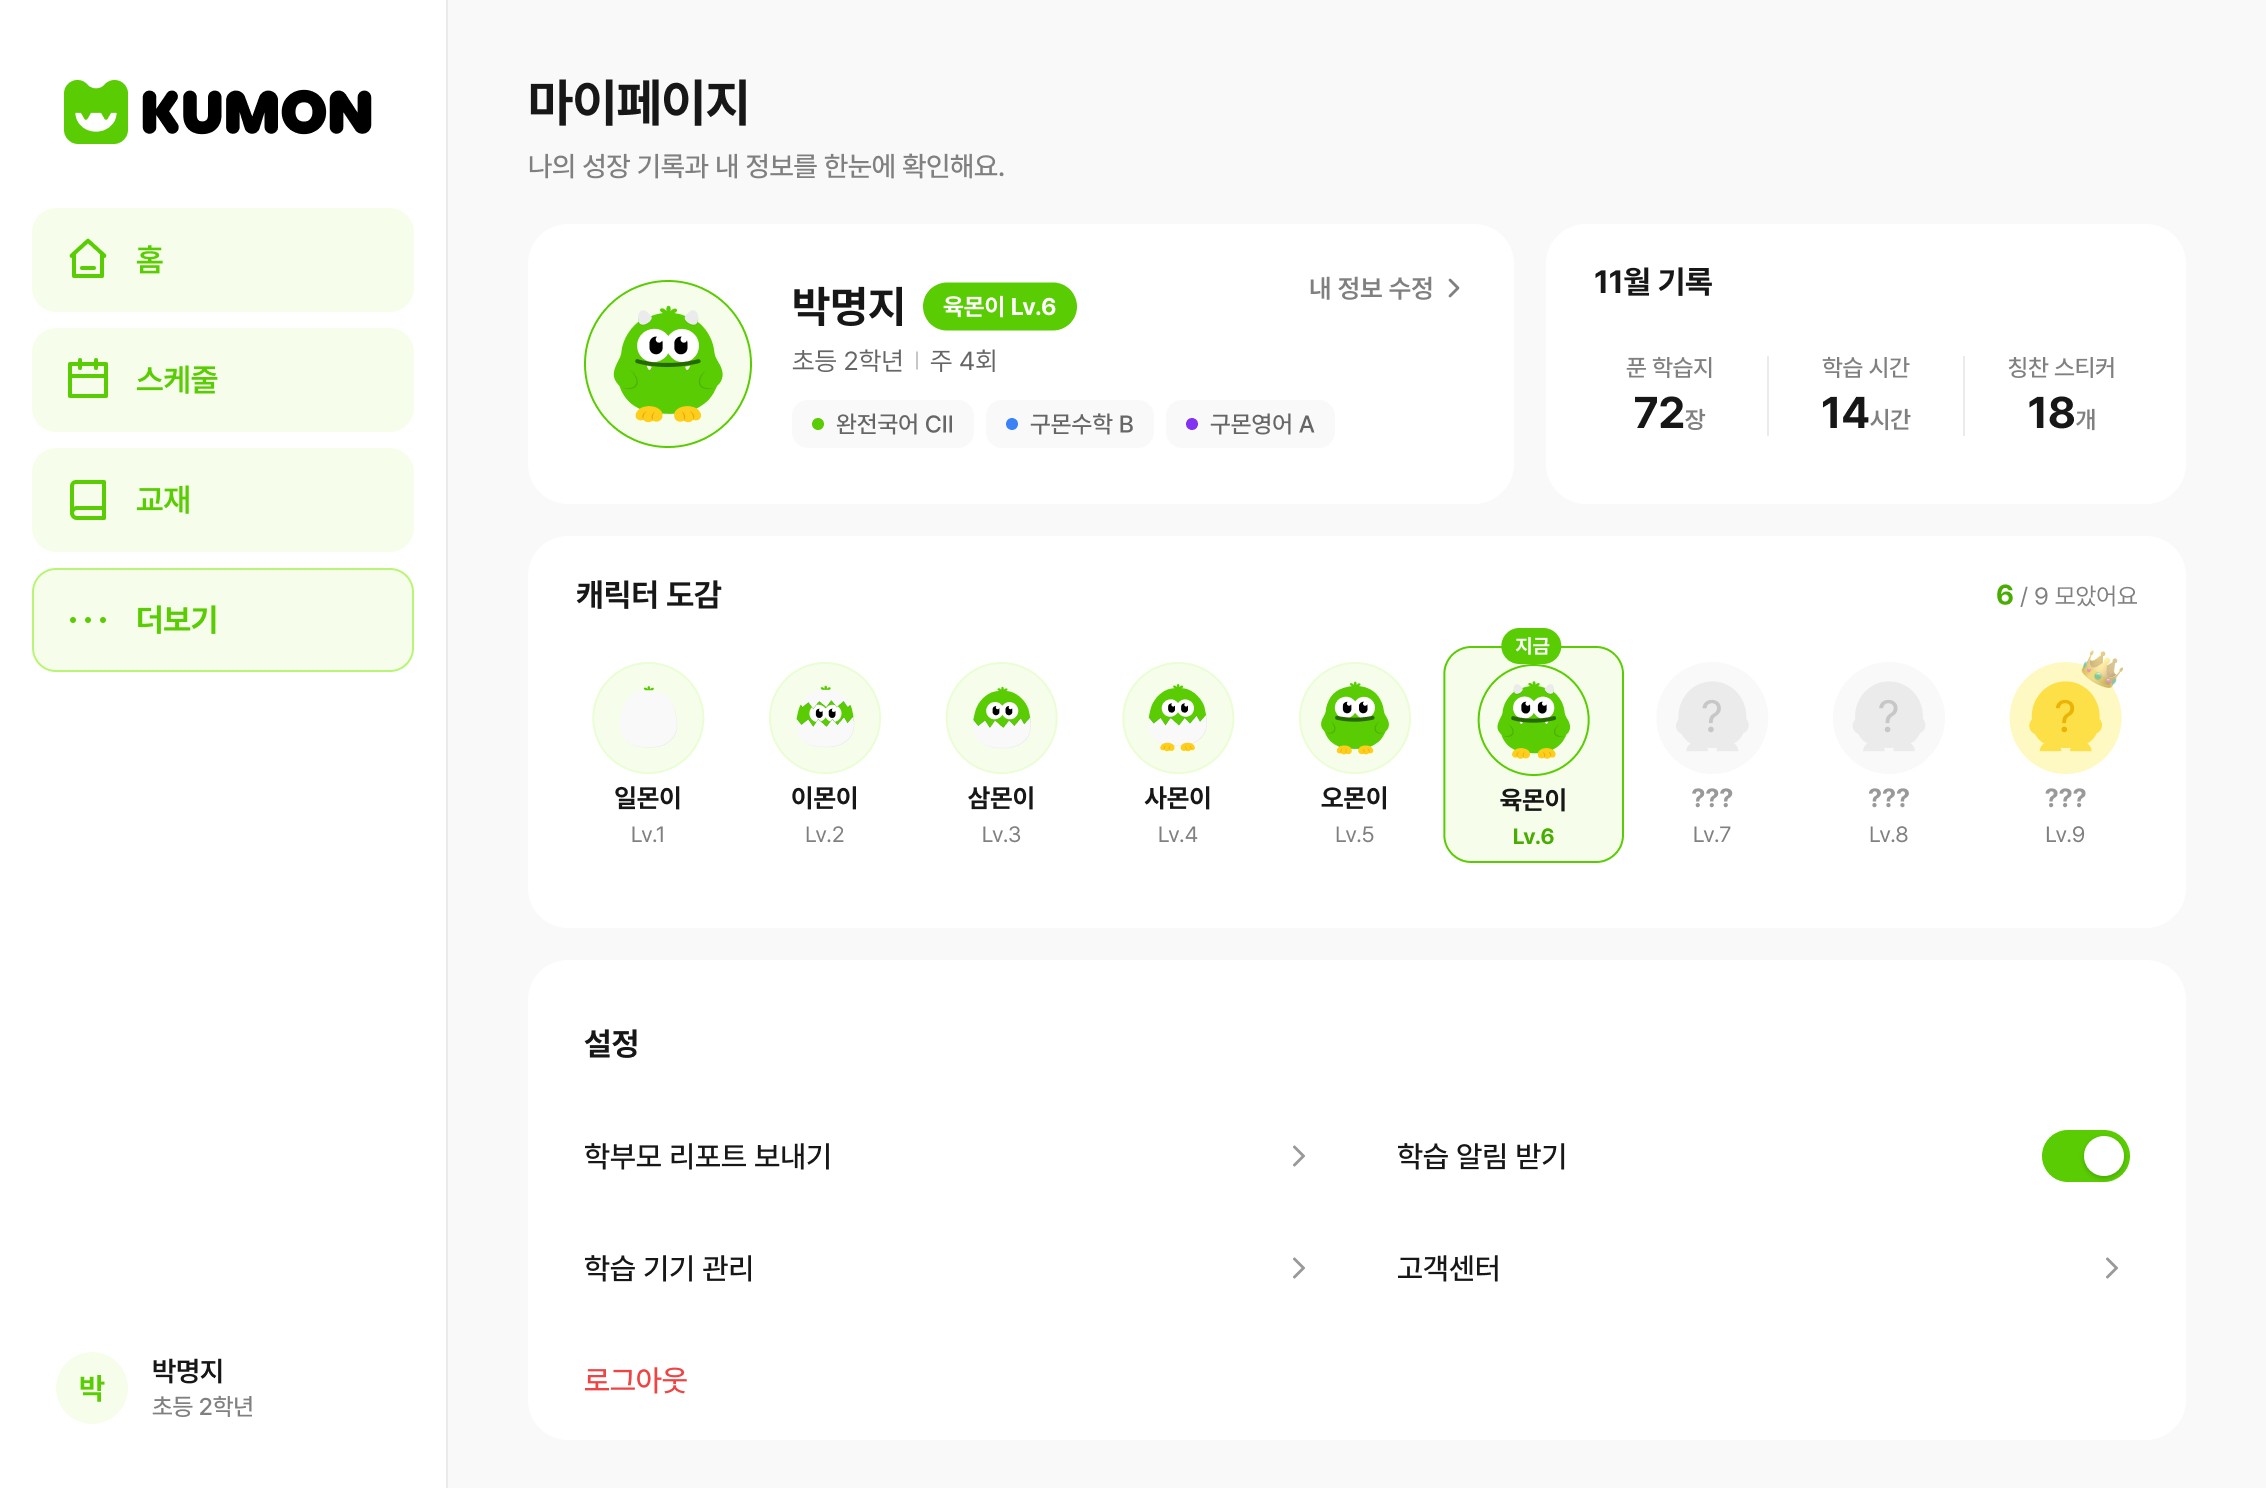 KUMON
홈
스케줄
교재
더보기
박
박명지
초등 2학년
마이페이지
나의 성장 기록과 내 정보를 한눈에 확인해요.
박명지
육몬이 Lv.6
내 정보 수정
초등 2학년 | 주 4회
완전국어 CII
구몬수학 B
구몬영어 A
11월 기록
푼 학습지
72장
학습 시간
14시간
칭찬 스티커
18개
캐릭터 도감
6 / 9 모았어요
일몬이
Lv.1
이몬이
Lv.2
삼몬이
Lv.3
사몬이
Lv.4
오몬이
Lv.5
지금
육몬이
Lv.6
?
???
Lv.7
?
???
Lv.8
?
???
Lv.9
설정
학부모 리포트 보내기
학습 알림 받기
학습 기기 관리
고객센터
로그아웃